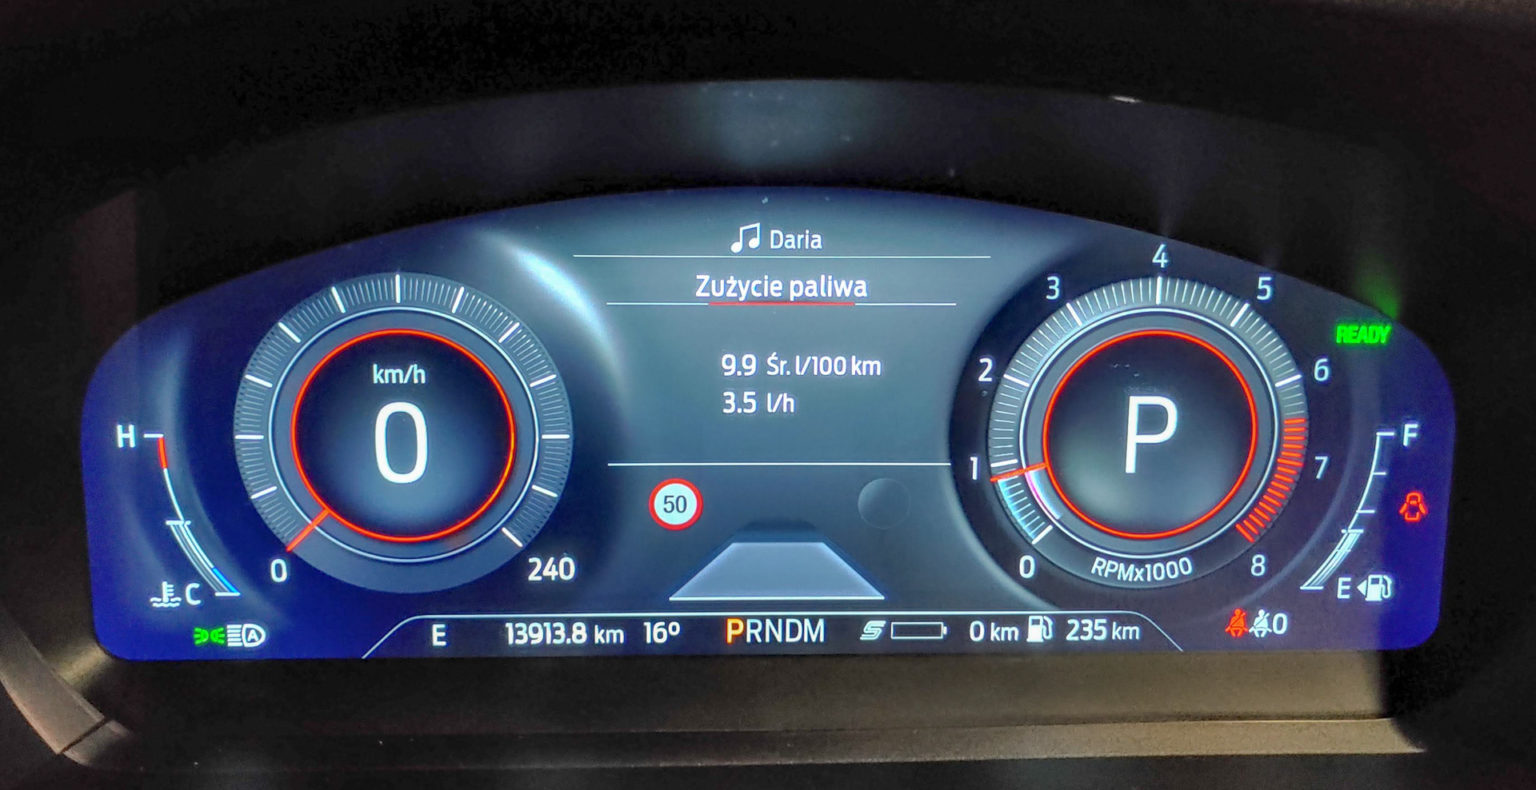 Daria
Zużycie paliwa
9.9 Śr. l/100 km
3.5 l/h
km/h
0
0
240
H
C
50
0
1
2
3
4
5
6
7
8
P
RPMx1000
READY
F
E
A
E 13913.8 km 16º PRNDM S 0 km 235 km
0